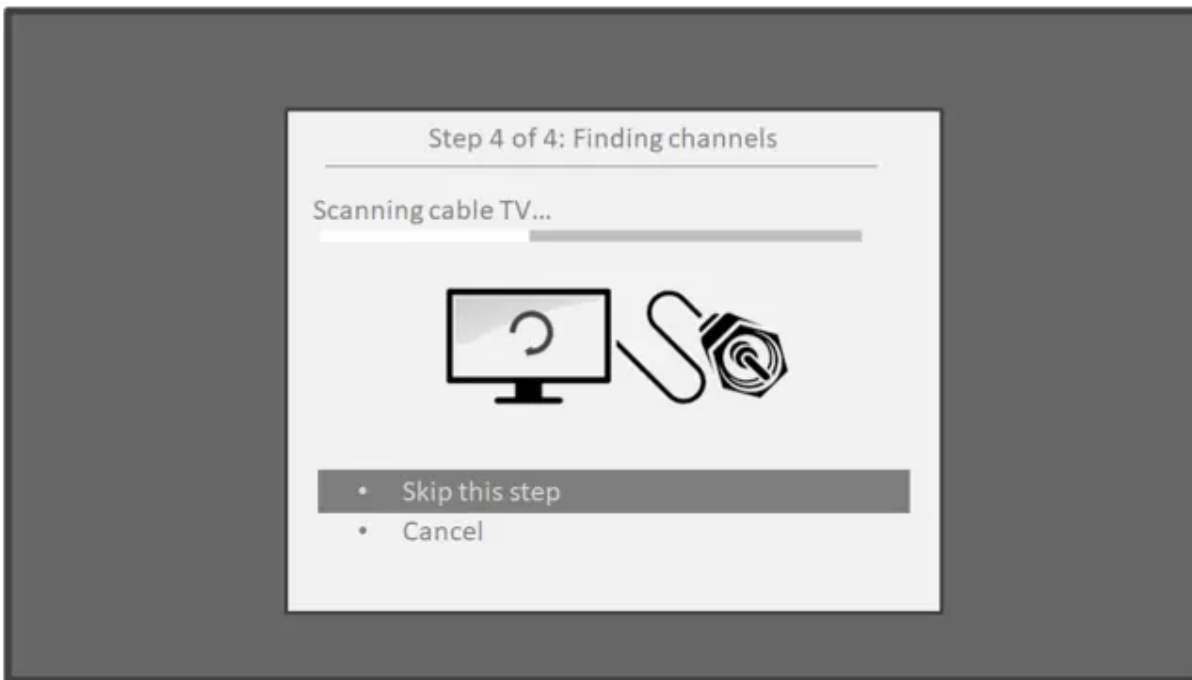 Step 4 of 4: Finding channels
Scanning cable TV...
• Skip this step
• Cancel